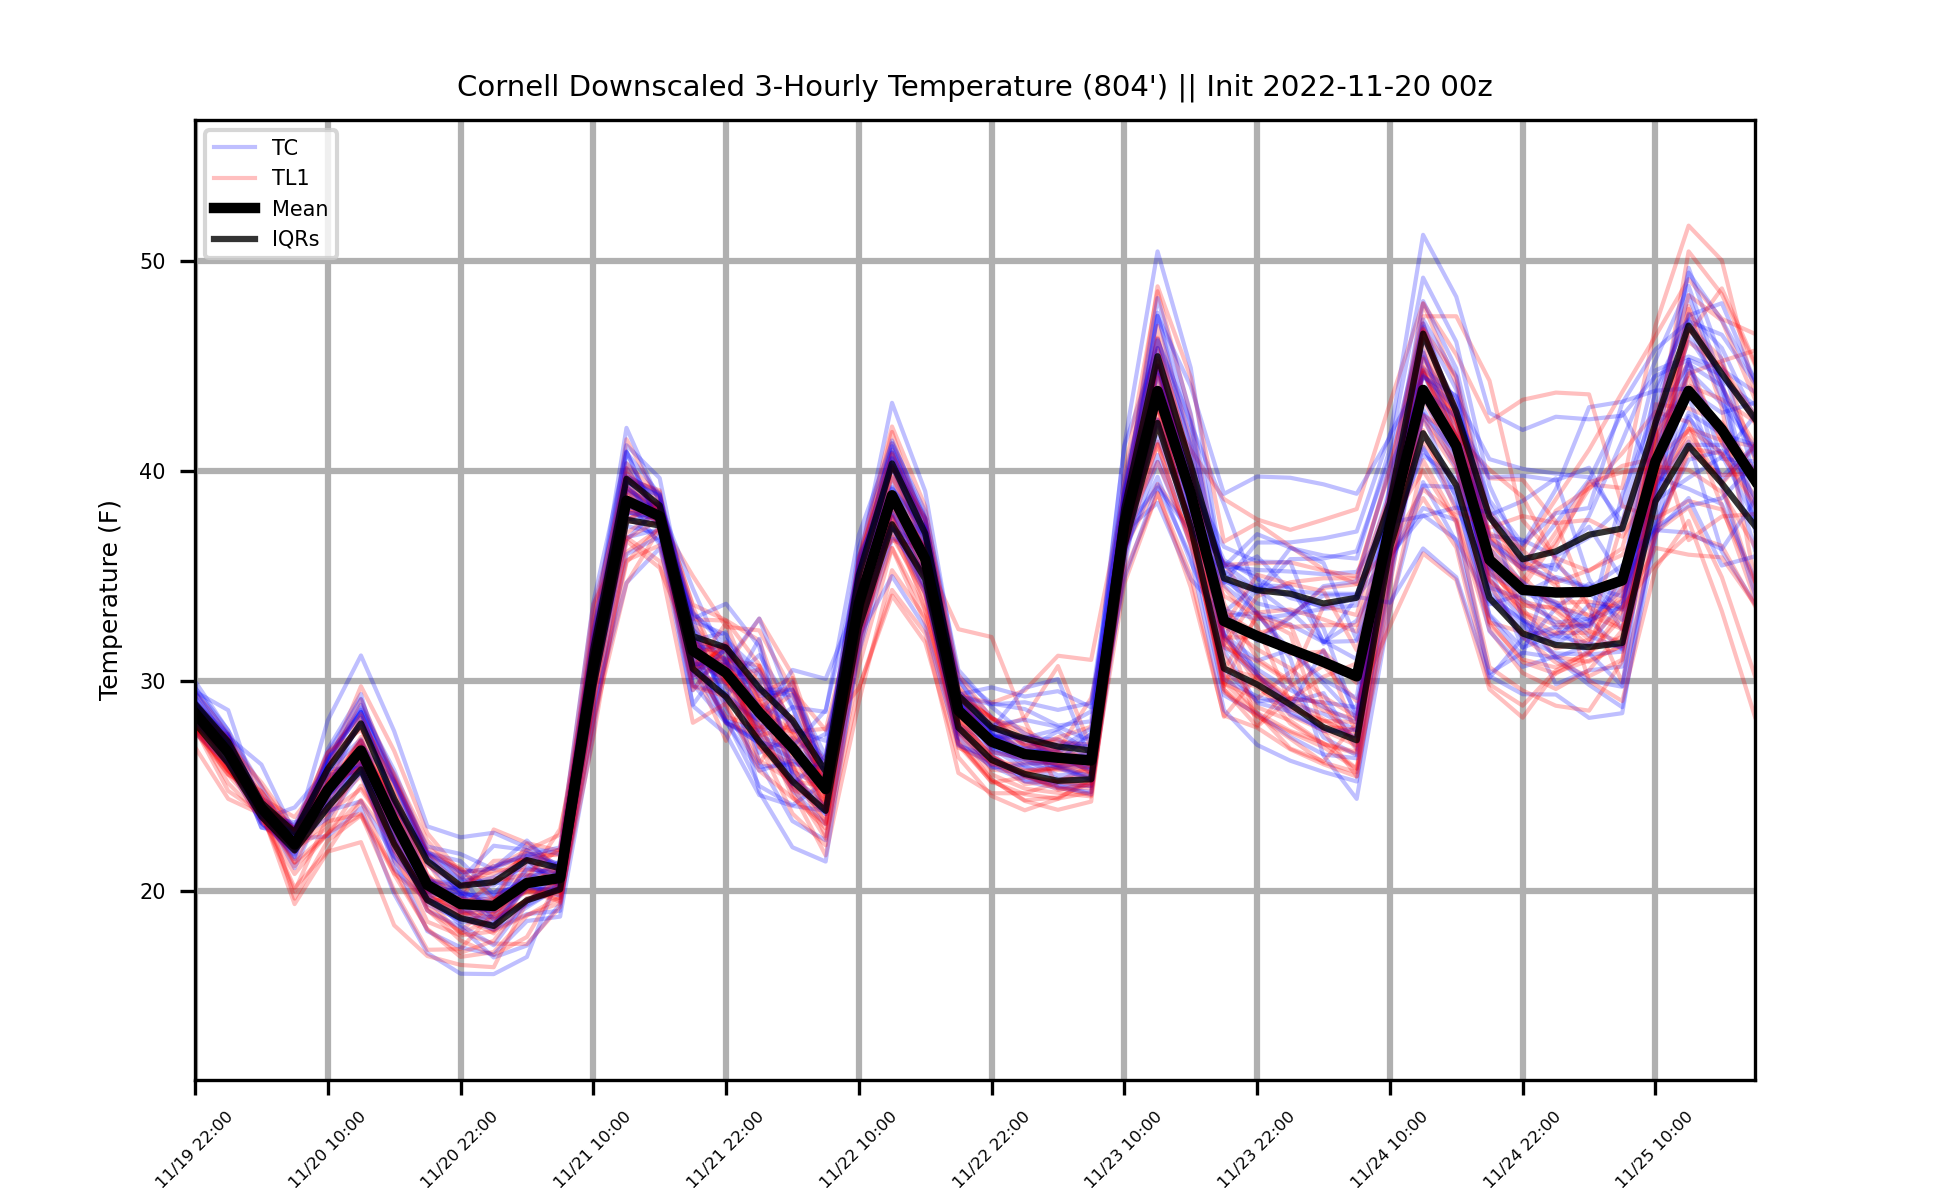 Cornell Downscaled 3-Hourly Temperature (804') || Init 2022-11-20 00z
TC
TL1
Mean
IQRs
Temperature (F)
50
40
30
20
11/19 22:00
11/20 10:00
11/20 22:00
11/21 10:00
11/21 22:00
11/22 10:00
11/22 22:00
11/23 10:00
11/23 22:00
11/24 10:00
11/24 22:00
11/25 10:00